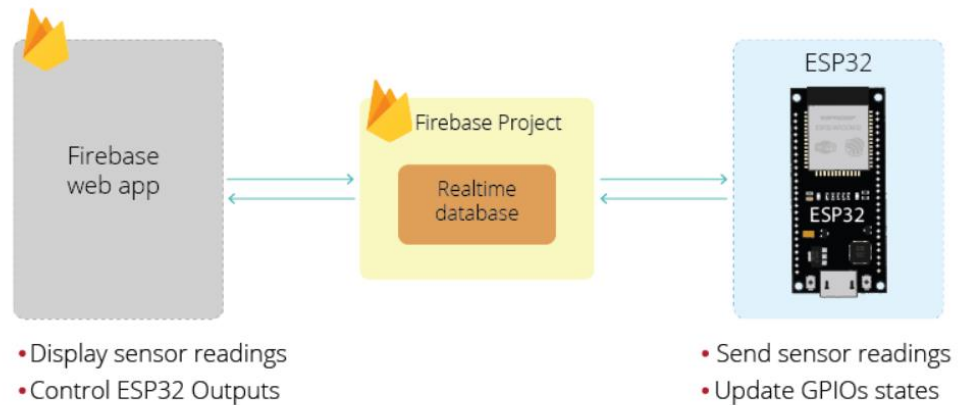 Firebase
web app
Firebase Project
Realtime
database
ESP32
ESP32
• Display sensor readings
• Control ESP32 Outputs
• Send sensor readings
• Update GPIOs states